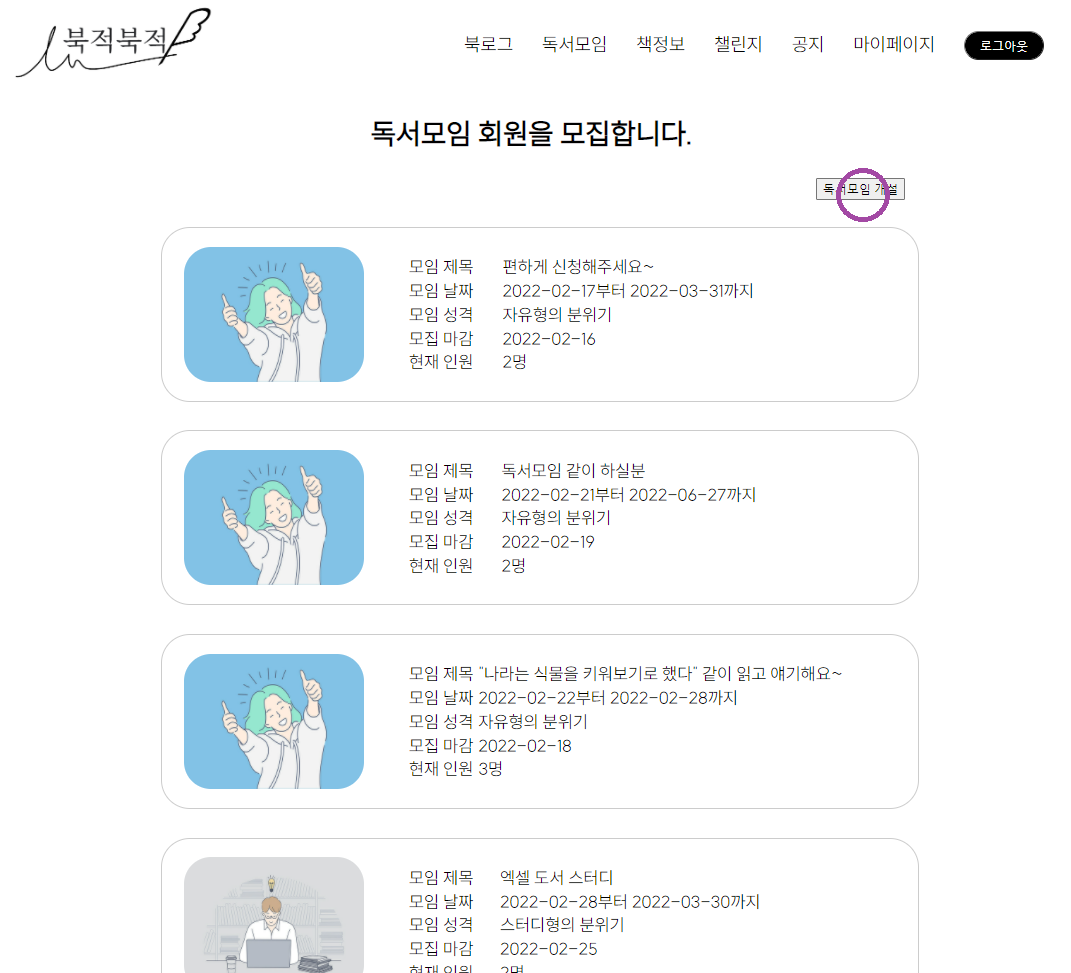 북적북적
북로그 독서모임 책정보 챌린지 공지 마이페이지 로그아웃
독서모임 회원을 모집합니다.
독서모임 개설
모임 제목 편하게 신청해주세요~
모임 날짜 2022-02-17부터 2022-03-31까지
모임 성격 자유형의 분위기
모집 마감 2022-02-16
현재 인원 2명
모임 제목 독서모임 같이 하실분
모임 날짜 2022-02-21부터 2022-06-27까지
모임 성격 자유형의 분위기
모집 마감 2022-02-19
현재 인원 2명
모임 제목 "나라는 식물을 키워보기로 했다" 같이 읽고 얘기해요~
모임 날짜 2022-02-22부터 2022-02-28까지
모임 성격 자유형의 분위기
모집 마감 2022-02-18
현재 인원 3명
모임 제목 엑셀 도서 스터디
모임 날짜 2022-02-28부터 2022-03-30까지
모임 성격 스터디형의 분위기
모집 마감 2022-02-25
현재 인원 2명